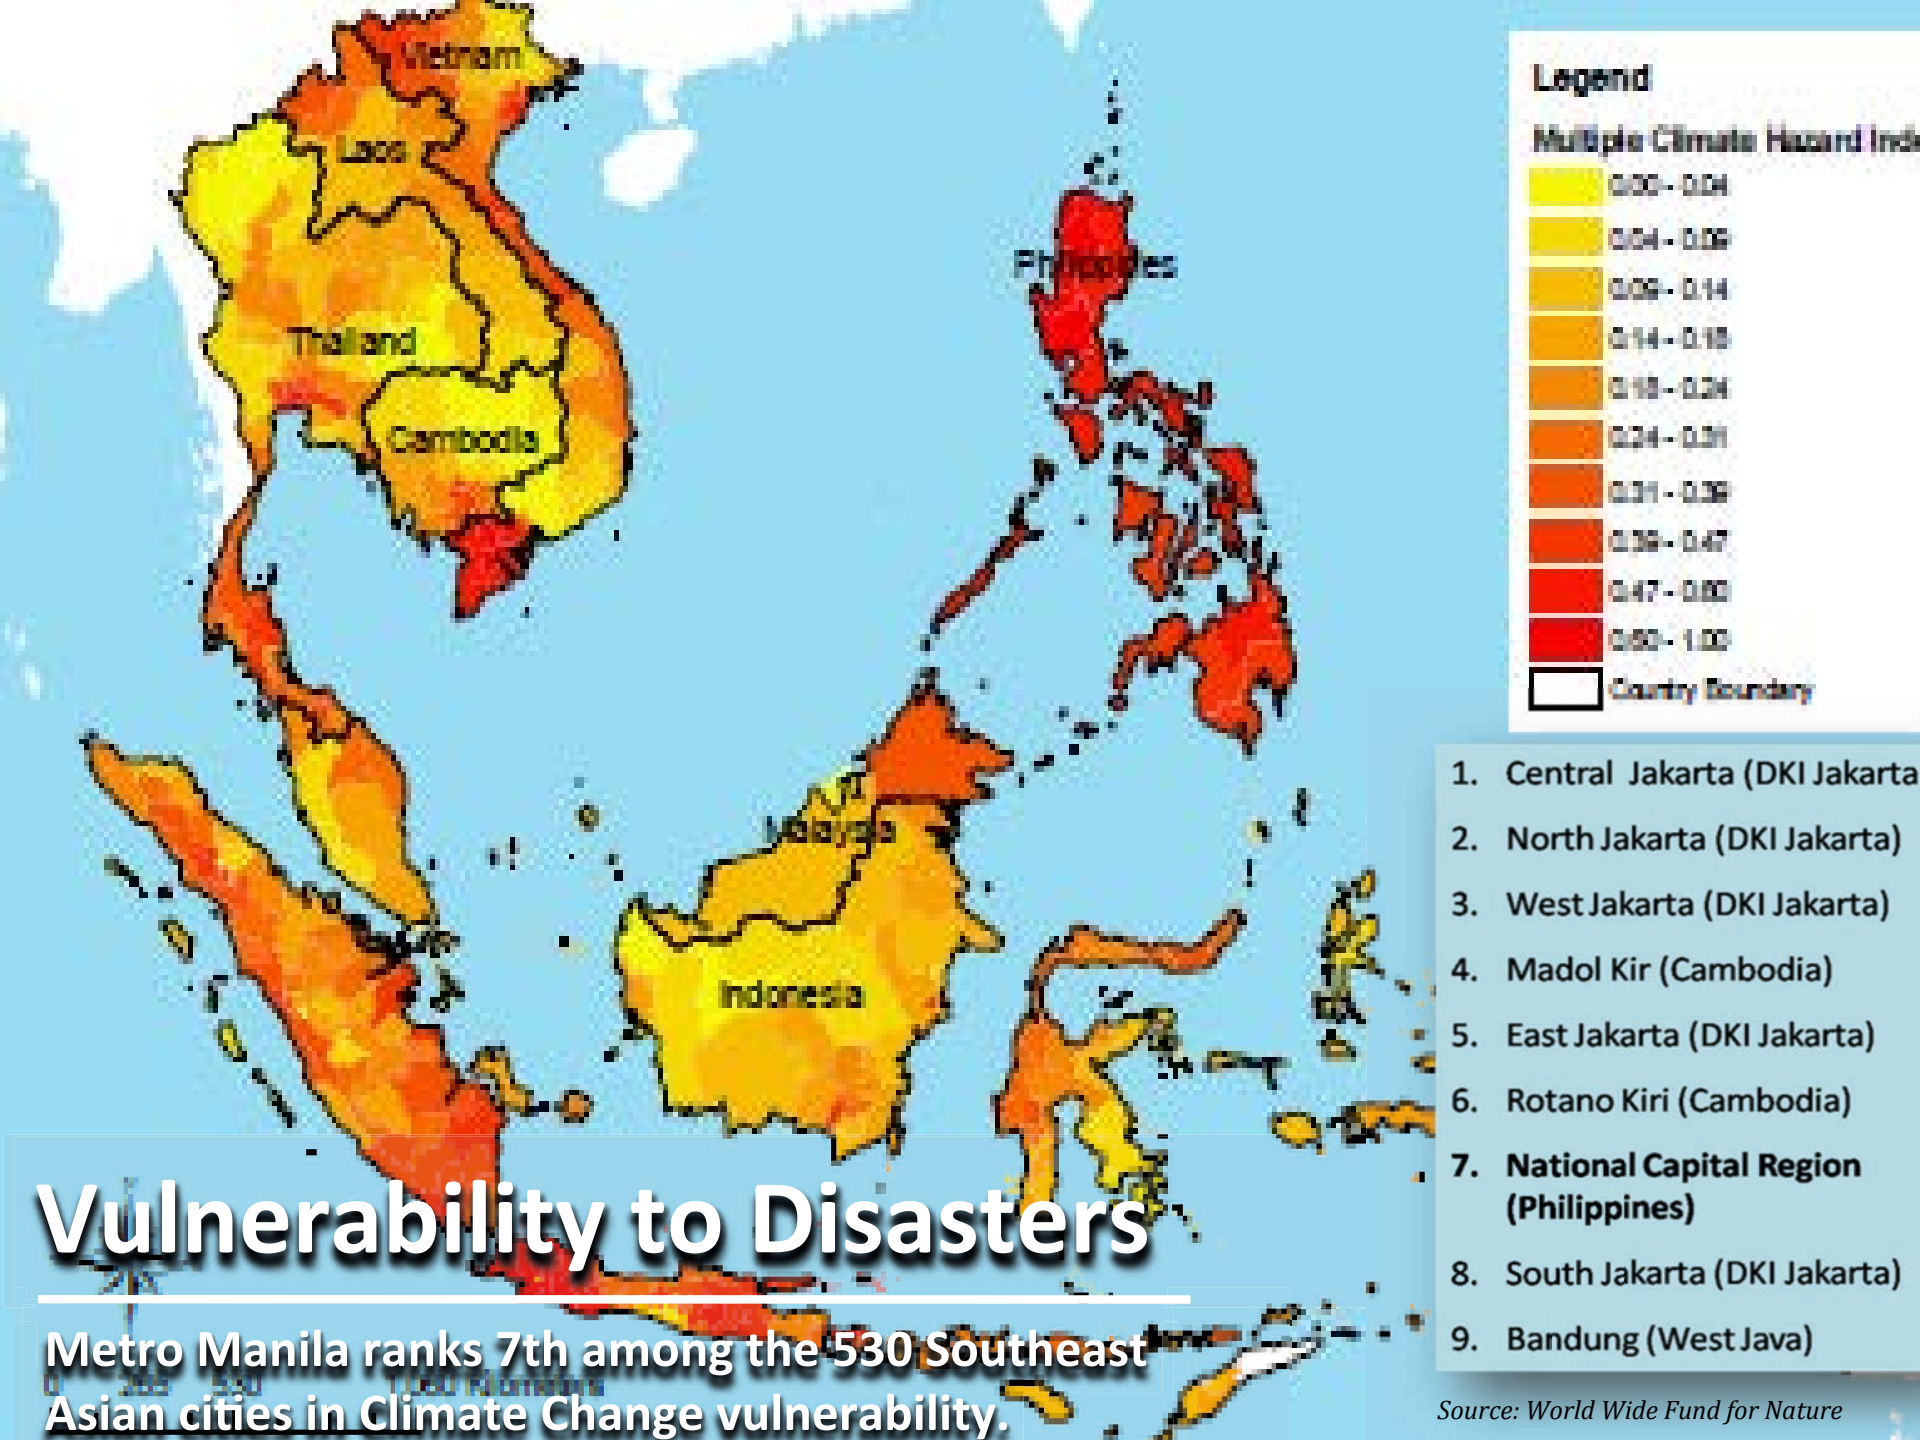 Vietnam
Laos
Thailand
Cambodia
Philippines
Malaysia
Indonesia
Legend
Multiple Climate Hazard Inde
0.00 - 0.04
0.04 - 0.09
0.09 - 0.14
0.14 - 0.18
0.18 - 0.24
0.24 - 0.31
0.31 - 0.39
0.39 - 0.47
0.47 - 0.60
0.60 - 1.00
Country Boundary
1. Central Jakarta (DKI Jakarta
2. North Jakarta (DKI Jakarta)
3. West Jakarta (DKI Jakarta)
4. Madol Kir (Cambodia)
5. East Jakarta (DKI Jakarta)
6. Rotano Kiri (Cambodia)
7. National Capital Region
(Philippines)
8. South Jakarta (DKI Jakarta)
9. Bandung (West Java)
Source: World Wide Fund for Nature
Vulnerability to Disasters
Metro Manila ranks 7th among the 530 Southeast
Asian cities in Climate Change vulnerability.